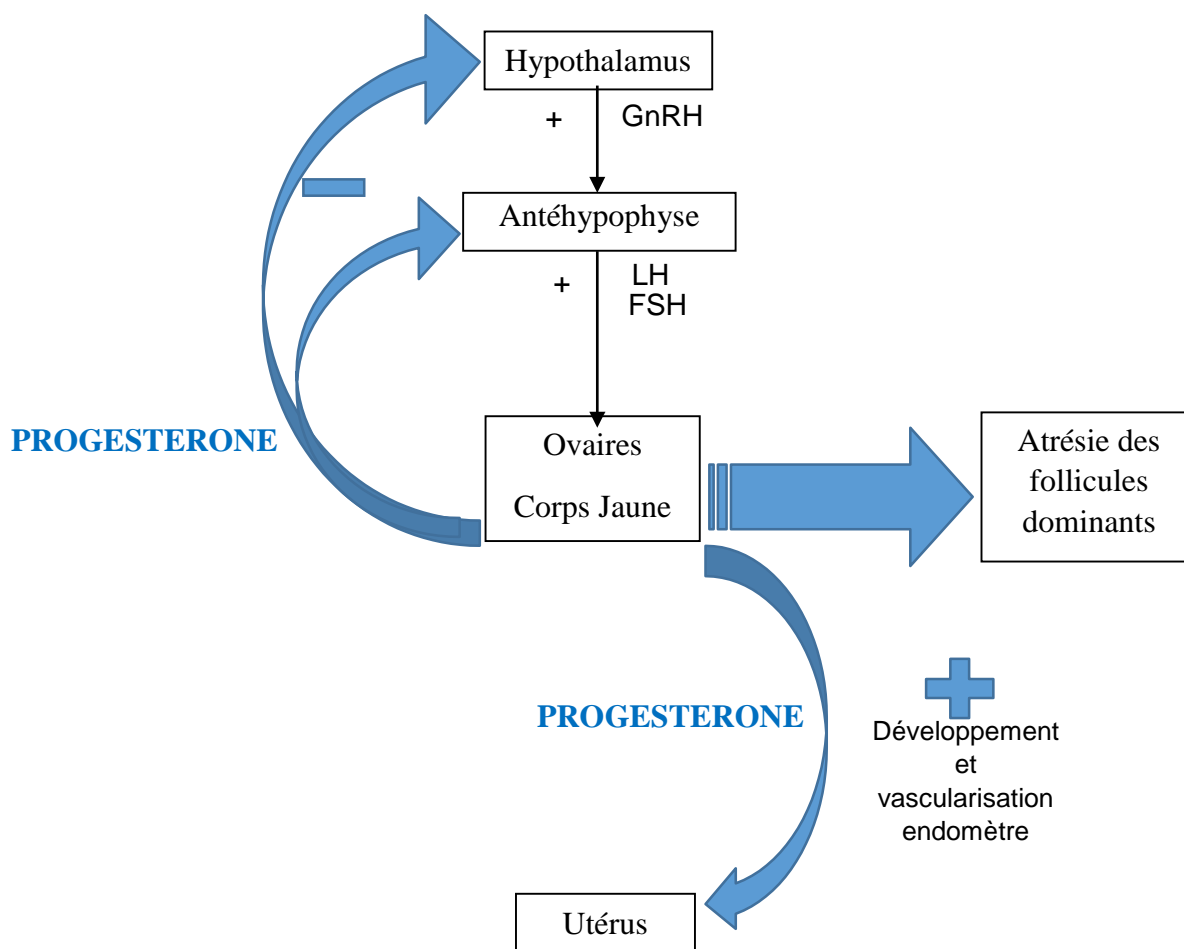 Hypothalamus
+ GnRH
Antéhypophyse
+ LH
FSH
PROGESTERONE
Ovaires
Corps Jaune
Atrésie des
follicules
dominants
PROGESTERONE
Développement
et
vascularisation
endomètre
Utérus